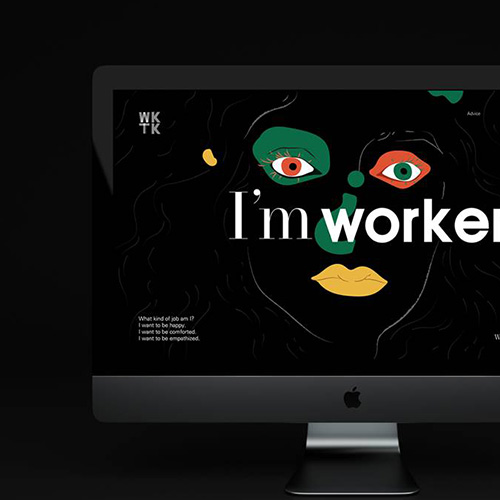 WK
TK
Advice
I'm worker
What kind of job am I?
I want to be happy.
I want to be comforted.
I want to be empathized.
W